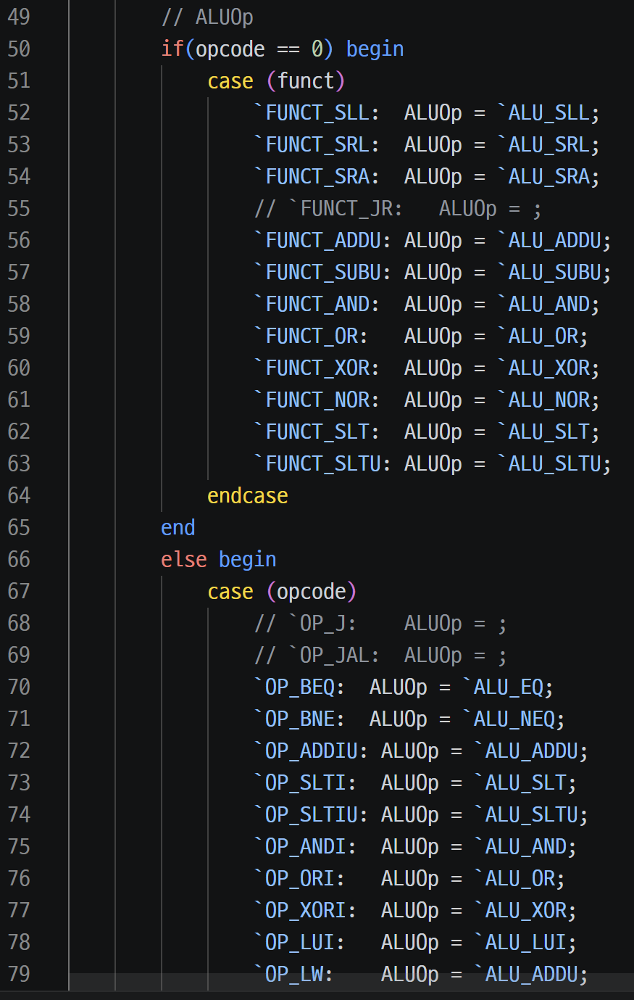 49 // ALUOp
50 if(opcode == 0) begin
51 case (funct)
52 `FUNCT_SLL:  ALUOp = `ALU_SLL;
53 `FUNCT_SRL:  ALUOp = `ALU_SRL;
54 `FUNCT_SRA:  ALUOp = `ALU_SRA;
55 // `FUNCT_JR:   ALUOp = ;
56 `FUNCT_ADDU: ALUOp = `ALU_ADDU;
57 `FUNCT_SUBU: ALUOp = `ALU_SUBU;
58 `FUNCT_AND:  ALUOp = `ALU_AND;
59 `FUNCT_OR:   ALUOp = `ALU_OR;
60 `FUNCT_XOR:  ALUOp = `ALU_XOR;
61 `FUNCT_NOR:  ALUOp = `ALU_NOR;
62 `FUNCT_SLT:  ALUOp = `ALU_SLT;
63 `FUNCT_SLTU: ALUOp = `ALU_SLTU;
64 endcase
65 end
66 else begin
67 case (opcode)
68 // `OP_J:    ALUOp = ;
69 // `OP_JAL:  ALUOp = ;
70 `OP_BEQ:  ALUOp = `ALU_EQ;
71 `OP_BNE:  ALUOp = `ALU_NEQ;
72 `OP_ADDIU: ALUOp = `ALU_ADDU;
73 `OP_SLTI:  ALUOp = `ALU_SLT;
74 `OP_SLTIU: ALUOp = `ALU_SLTU;
75 `OP_ANDI:  ALUOp = `ALU_AND;
76 `OP_ORI:   ALUOp = `ALU_OR;
77 `OP_XORI:  ALUOp = `ALU_XOR;
78 `OP_LUI:   ALUOp = `ALU_LUI;
79 `OP_LW:    ALUOp = `ALU_ADDU;